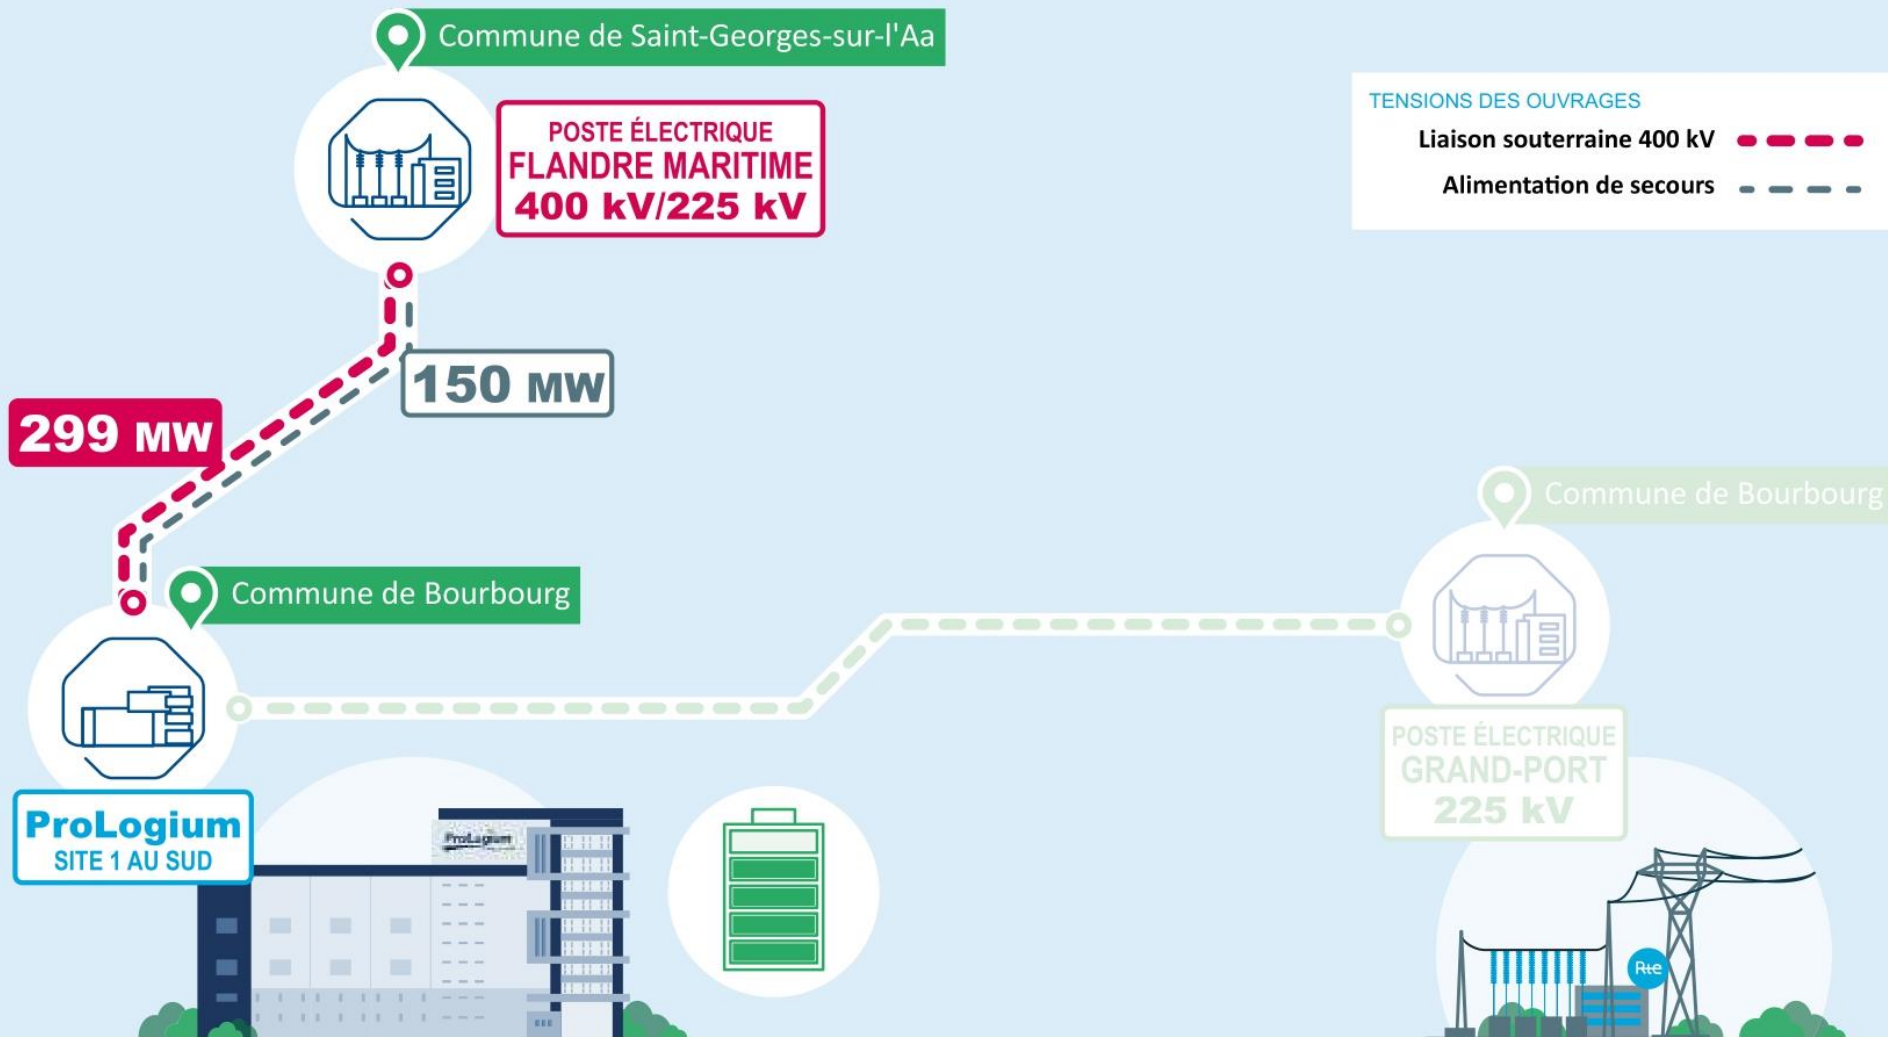 Commune de Saint-Georges-sur-l'Aa
POSTE ÉLECTRIQUE
FLANDRE MARITIME
400 kV/225 kV
TENSIONS DES OUVRAGES
Liaison souterraine 400 kV
Alimentation de secours
150 MW
299 MW
Commune de Bourbourg
Commune de Bourbourg
POSTE ÉLECTRIQUE
GRAND-PORT
225 kV
ProLogium
SITE 1 AU SUD
ProLogium
Rte